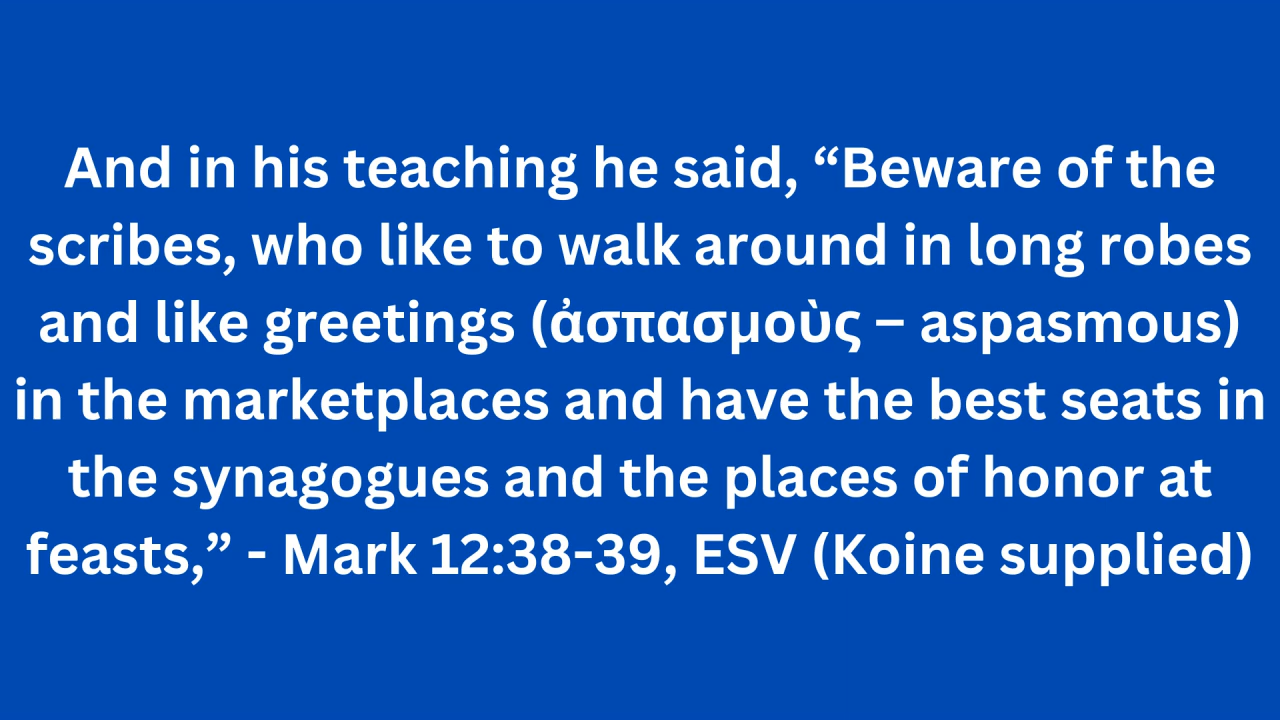 And in his teaching he said, “Beware of the
scribes, who like to walk around in long robes
and like greetings (ἀσπασμοὺς – aspasmous)
in the marketplaces and have the best seats in
the synagogues and the places of honor at
feasts,” - Mark 12:38-39, ESV (Koine supplied)